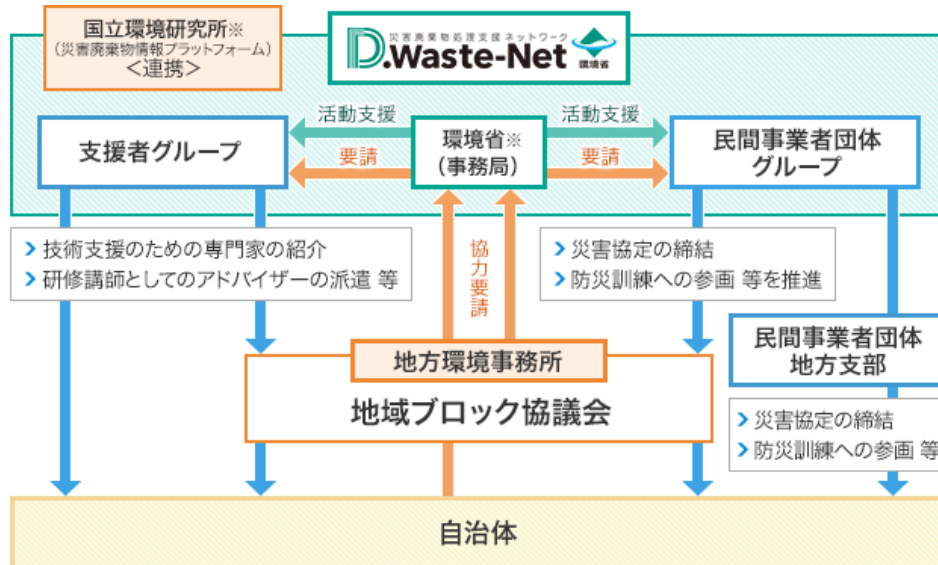 国立環境研究所※
(災害廃棄物情報プラットフォーム)
＜連携＞
災害廃棄物処理支援ネットワーク
D.Waste-Net
環境省
活動支援
活動支援
支援者グループ
環境省※
(事務局)
民間事業者団体
グループ
要請
要請
> 技術支援のための専門家の紹介
> 研修講師としてのアドバイザーの派遣 等
協力要請
> 災害協定の締結
> 防災訓練への参画 等を推進
民間事業者団体
地方支部
地方環境事務所
地域ブロック協議会
> 災害協定の締結
> 防災訓練への参画 等
自治体